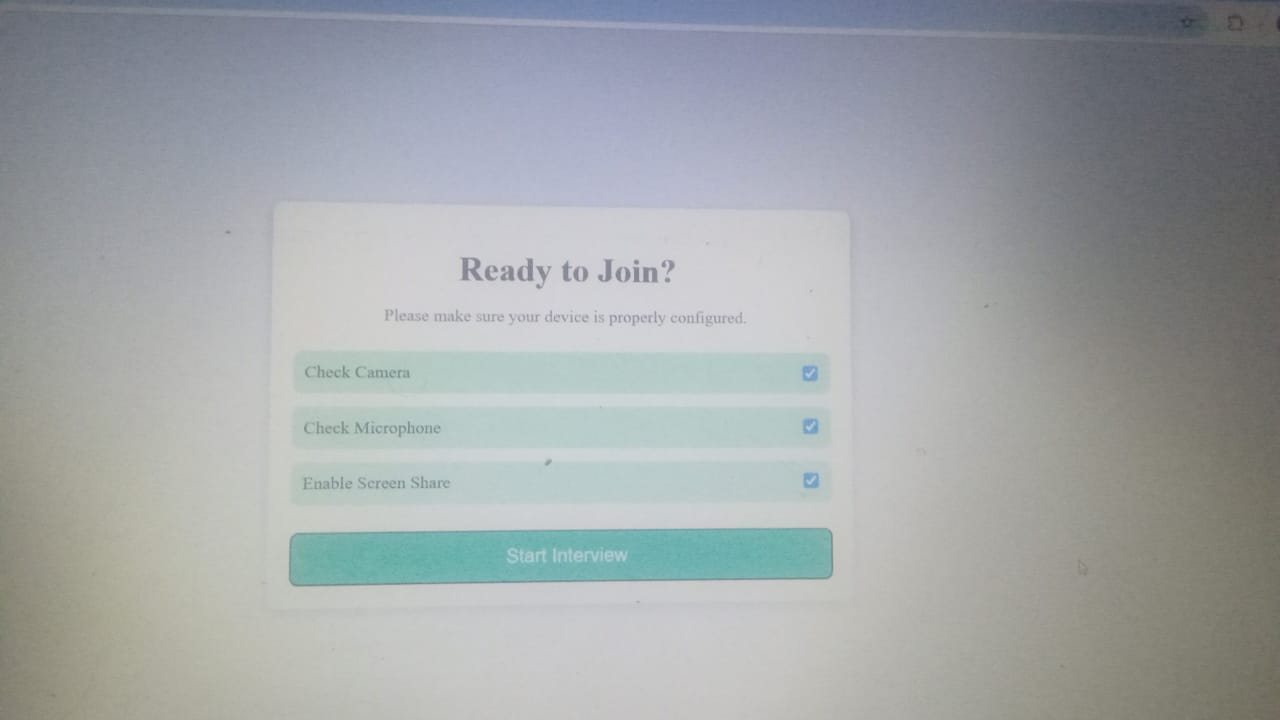 Ready to Join?
Please make sure your device is properly configured.
Check Camera
Check Microphone
Enable Screen Share
Start Interview